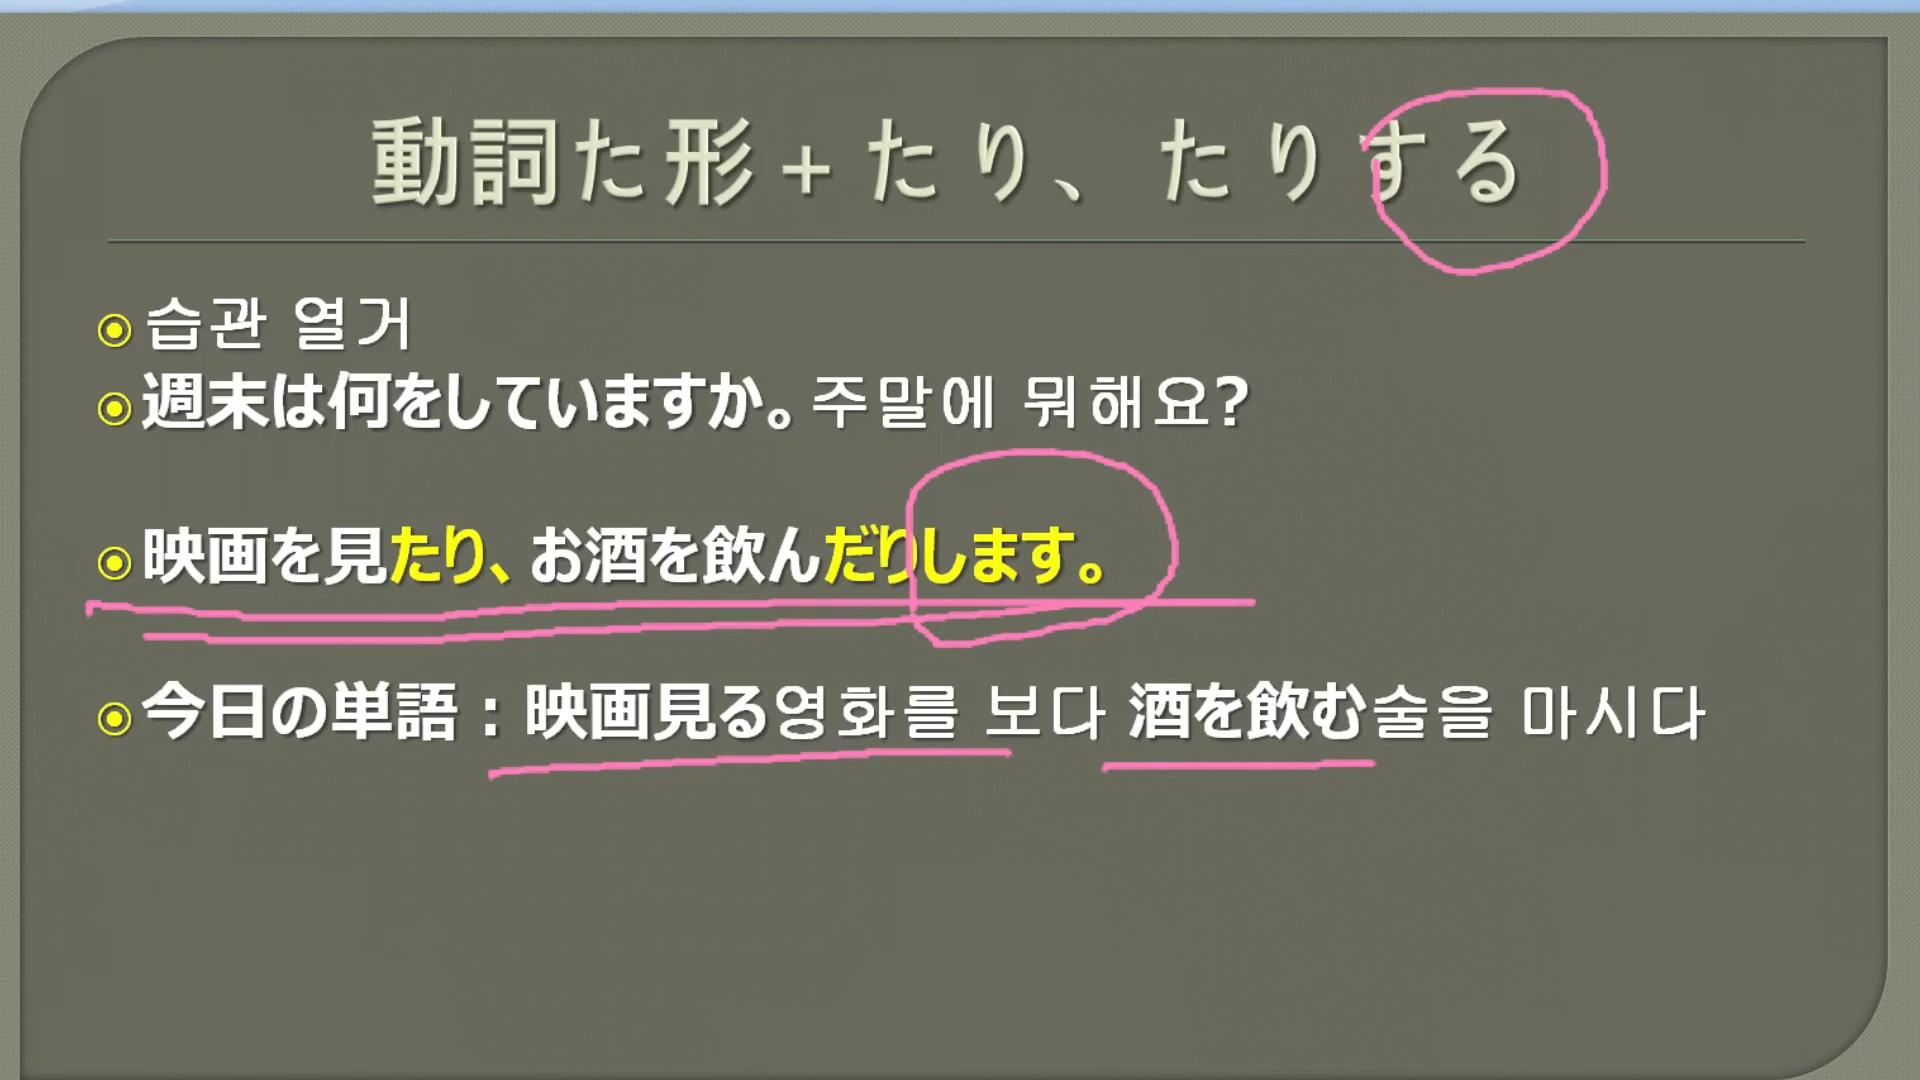 動詞た形＋たり、たりする
習관 열거
週末は何をしていますか。주말에 뭐해요?
映画を見たり、お酒を飲んだりします。
今日の単語：映画見る영화를 보다 酒を飲む술을 마시다